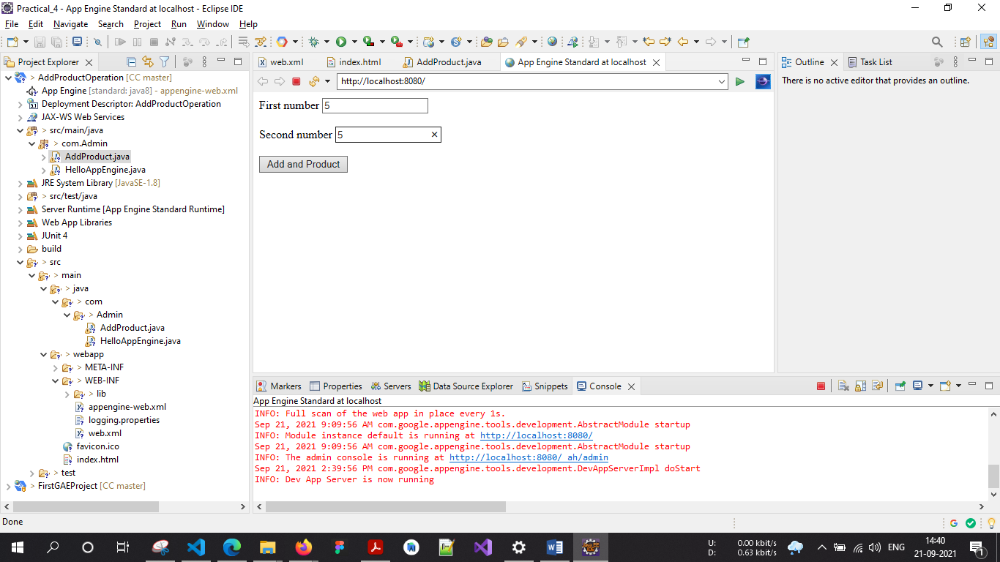 Practical_4 - App Engine Standard at localhost - Eclipse IDE
File Edit Navigate Search Project Run Window Help
Project Explorer
AddProductOperation [CC master]
App Engine [standard: java8] - appengine-web.xml
Deployment Descriptor: AddProductOperation
JAX-WS Web Services
> src/main/java
> com.Admin
AddProduct.java
HelloAppEngine.java
JRE System Library [JavaSE-1.8]
> src/test/java
Server Runtime [App Engine Standard Runtime]
Web App Libraries
JUnit 4
build
> src
> main
> java
> com
> Admin
AddProduct.java
HelloAppEngine.java
> webapp
> META-INF
> WEB-INF
> lib
appengine-web.xml
logging.properties
web.xml
favicon.ico
index.html
> test
> FirstGAEProject [CC master]
web.xml index.html AddProduct.java App Engine Standard at localhost
http://localhost:8080/
First number 5
Second number 5
Add and Product
Outline Task List
There is no active editor that provides an outline.
Markers Properties Servers Data Source Explorer Snippets Console
App Engine Standard at localhost
INFO: Full scan of the web app in place every 1s.
Sep 21, 2021 9:09:56 AM com.google.appengine.tools.development.AbstractModule startup
INFO: Module instance default is running at http://localhost:8080/
Sep 21, 2021 9:09:56 AM com.google.appengine.tools.development.AbstractModule startup
INFO: The admin console is running at http://localhost:8080/_ah/admin
Sep 21, 2021 2:39:56 PM com.google.appengine.tools.development.DevAppServerImpl doStart
INFO: Dev App Server is now running
Done
U: 0.00 kbit/s
D: 0.63 kbit/s
ENG
14:40
21-09-2021
1